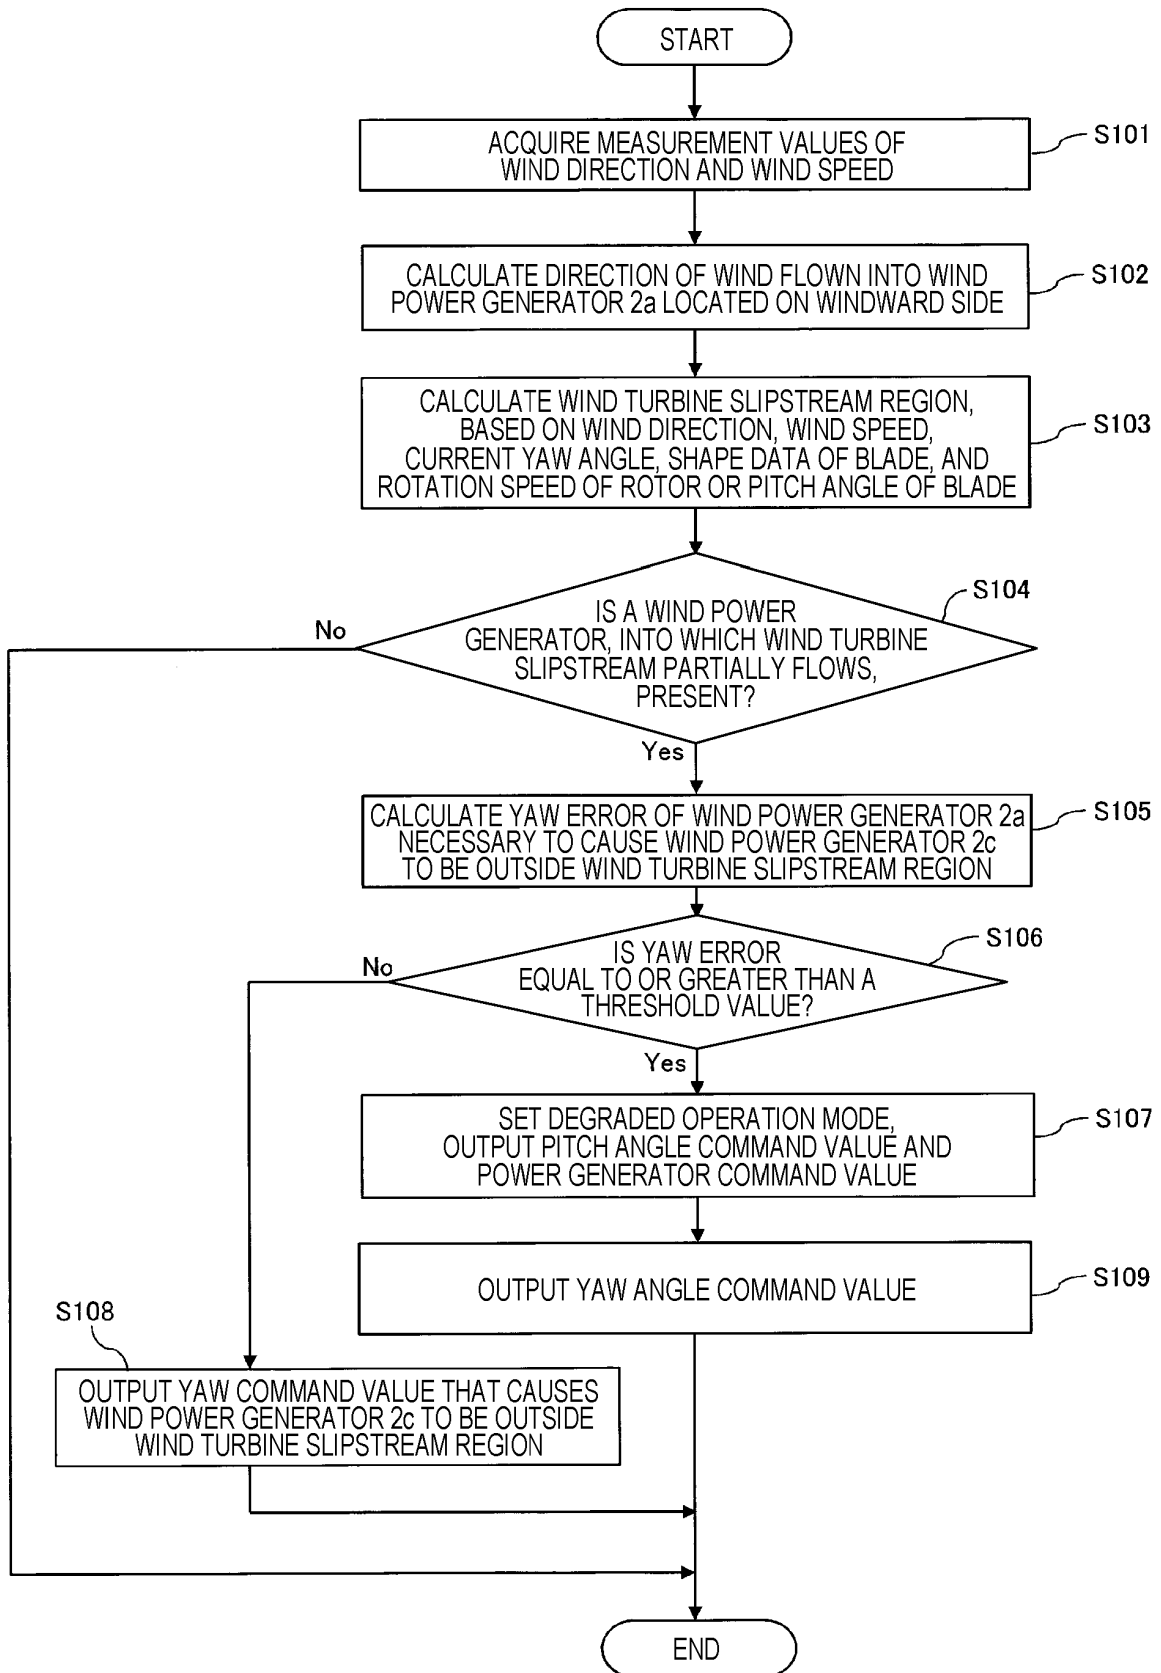 START
ACQUIRE MEASUREMENT VALUES OF
WIND DIRECTION AND WIND SPEED
S101
CALCULATE DIRECTION OF WIND FLOWN INTO WIND
POWER GENERATOR 2a LOCATED ON WINDWARD SIDE
S102
CALCULATE WIND TURBINE SLIPSTREAM REGION,
BASED ON WIND DIRECTION, WIND SPEED,
CURRENT YAW ANGLE, SHAPE DATA OF BLADE, AND
ROTATION SPEED OF ROTOR OR PITCH ANGLE OF BLADE
S103
IS A WIND POWER
GENERATOR, INTO WHICH WIND TURBINE
SLIPSTREAM PARTIALLY FLOWS,
PRESENT?
S104
No
Yes
CALCULATE YAW ERROR OF WIND POWER GENERATOR 2a
NECESSARY TO CAUSE WIND POWER GENERATOR 2c
TO BE OUTSIDE WIND TURBINE SLIPSTREAM REGION
S105
IS YAW ERROR
EQUAL TO OR GREATER THAN A
THRESHOLD VALUE?
S106
No
Yes
SET DEGRADED OPERATION MODE,
OUTPUT PITCH ANGLE COMMAND VALUE AND
POWER GENERATOR COMMAND VALUE
S107
OUTPUT YAW ANGLE COMMAND VALUE
S109
S108
OUTPUT YAW COMMAND VALUE THAT CAUSES
WIND POWER GENERATOR 2c TO BE OUTSIDE
WIND TURBINE SLIPSTREAM REGION
END